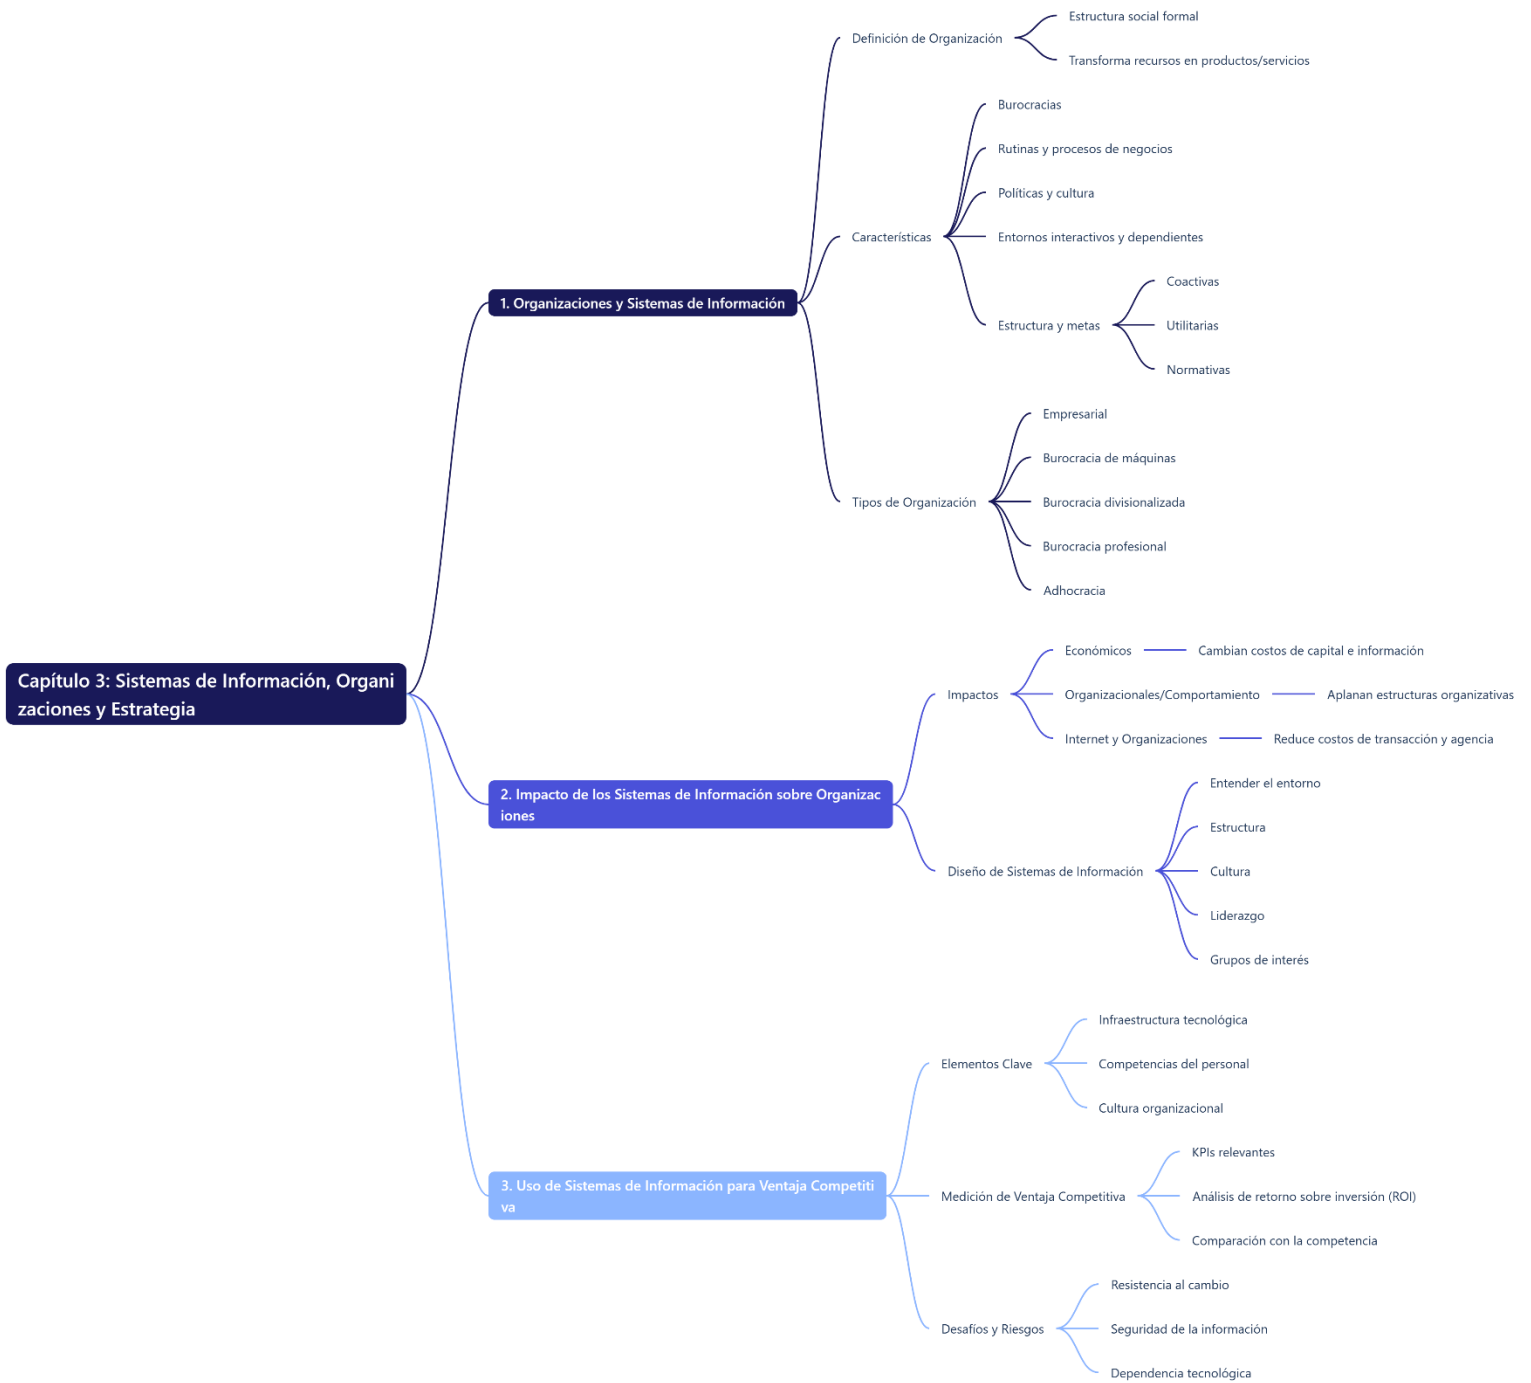 Capítulo 3: Sistemas de Información, Organi
zaciones y Estrategia
1. Organizaciones y Sistemas de Información
Definición de Organización
Estructura social formal
Transforma recursos en productos/servicios
Características
Burocracias
Rutinas y procesos de negocios
Políticas y cultura
Entornos interactivos y dependientes
Estructura y metas
Coactivas
Utilitarias
Normativas
Tipos de Organización
Empresarial
Burocracia de máquinas
Burocracia divisionalizada
Burocracia profesional
Adhocracia
2. Impacto de los Sistemas de Información sobre Organizac
iones
Impactos
Económicos
Cambian costos de capital e información
Organizacionales/Comportamiento
Aplanan estructuras organizativas
Internet y Organizaciones
Reduce costos de transacción y agencia
Diseño de Sistemas de Información
Entender el entorno
Estructura
Cultura
Liderazgo
Grupos de interés
3. Uso de Sistemas de Información para Ventaja Competiti
va
Elementos Clave
Infraestructura tecnológica
Competencias del personal
Cultura organizacional
Medición de Ventaja Competitiva
KPIs relevantes
Análisis de retorno sobre inversión (ROI)
Comparación con la competencia
Desafíos y Riesgos
Resistencia al cambio
Seguridad de la información
Dependencia tecnológica